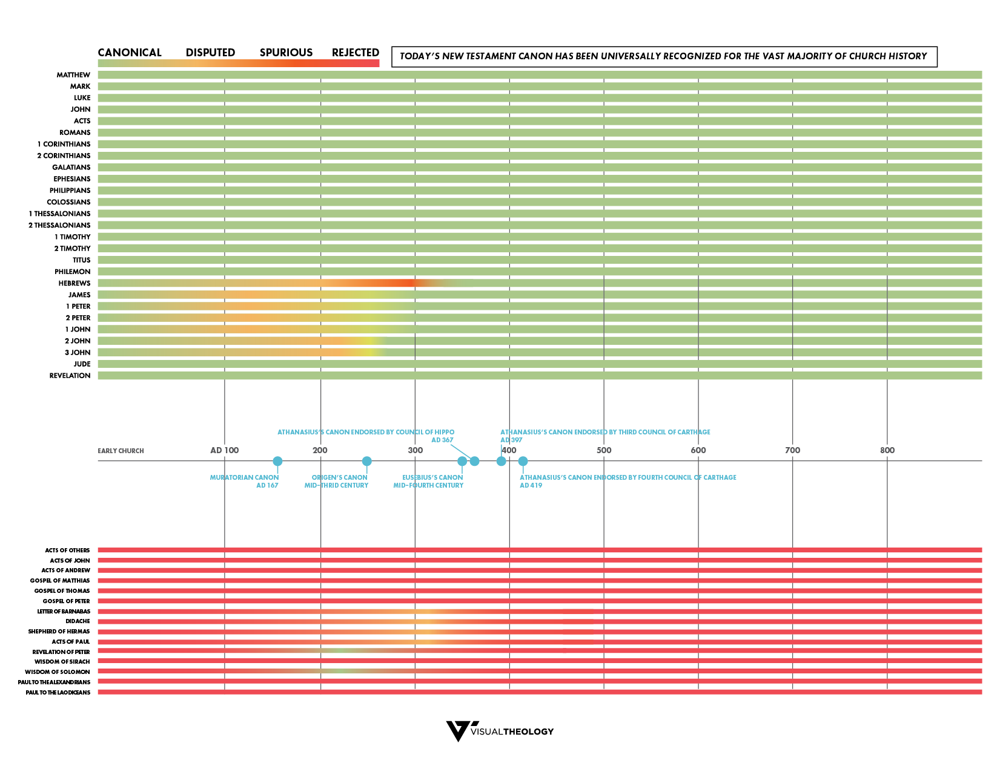 CANONICAL DISPUTED SPURIOUS REJECTED
TODAY'S NEW TESTAMENT CANON HAS BEEN UNIVERSALLY RECOGNIZED FOR THE VAST MAJORITY OF CHURCH HISTORY
MATTHEW
MARK
LUKE
JOHN
ACTS
ROMANS
1 CORINTHIANS
2 CORINTHIANS
GALATIANS
EPHESIANS
PHILIPPIANS
COLOSSIANS
1 THESSALONIANS
2 THESSALONIANS
1 TIMOTHY
2 TIMOTHY
TITUS
PHILEMON
HEBREWS
JAMES
1 PETER
2 PETER
1 JOHN
2 JOHN
3 JOHN
JUDE
REVELATION
ATHANASIUS'S CANON ENDORSED BY COUNCIL OF HIPPO
AD 367
ATHANASIUS'S CANON ENDORSED BY THIRD COUNCIL OF CARTHAGE
AD 397
EARLY CHURCH AD 100 200 300 400 500 600 700 800
MURATORIAN CANON
AD 167
ORIGEN'S CANON
MID-THRID CENTURY
EUSEBIUS'S CANON
MID-FOURTH CENTURY
ATHANASIUS'S CANON ENDORSED BY FOURTH COUNCIL OF CARTHAGE
AD 419
ACTS OF OTHERS
ACTS OF JOHN
ACTS OF ANDREW
GOSPEL OF MATTHIAS
GOSPEL OF THOMAS
GOSPEL OF PETER
LETTER OF BARNABAS
DIDACHE
SHEPHERD OF HERMAS
ACTS OF PAUL
REVELATION OF PETER
WISDOM OF SIRACH
WISDOM OF SOLOMON
PAUL TO THE ALEXANDRIANS
PAUL TO THE LAODICEANS
VISUALTHEOLOGY